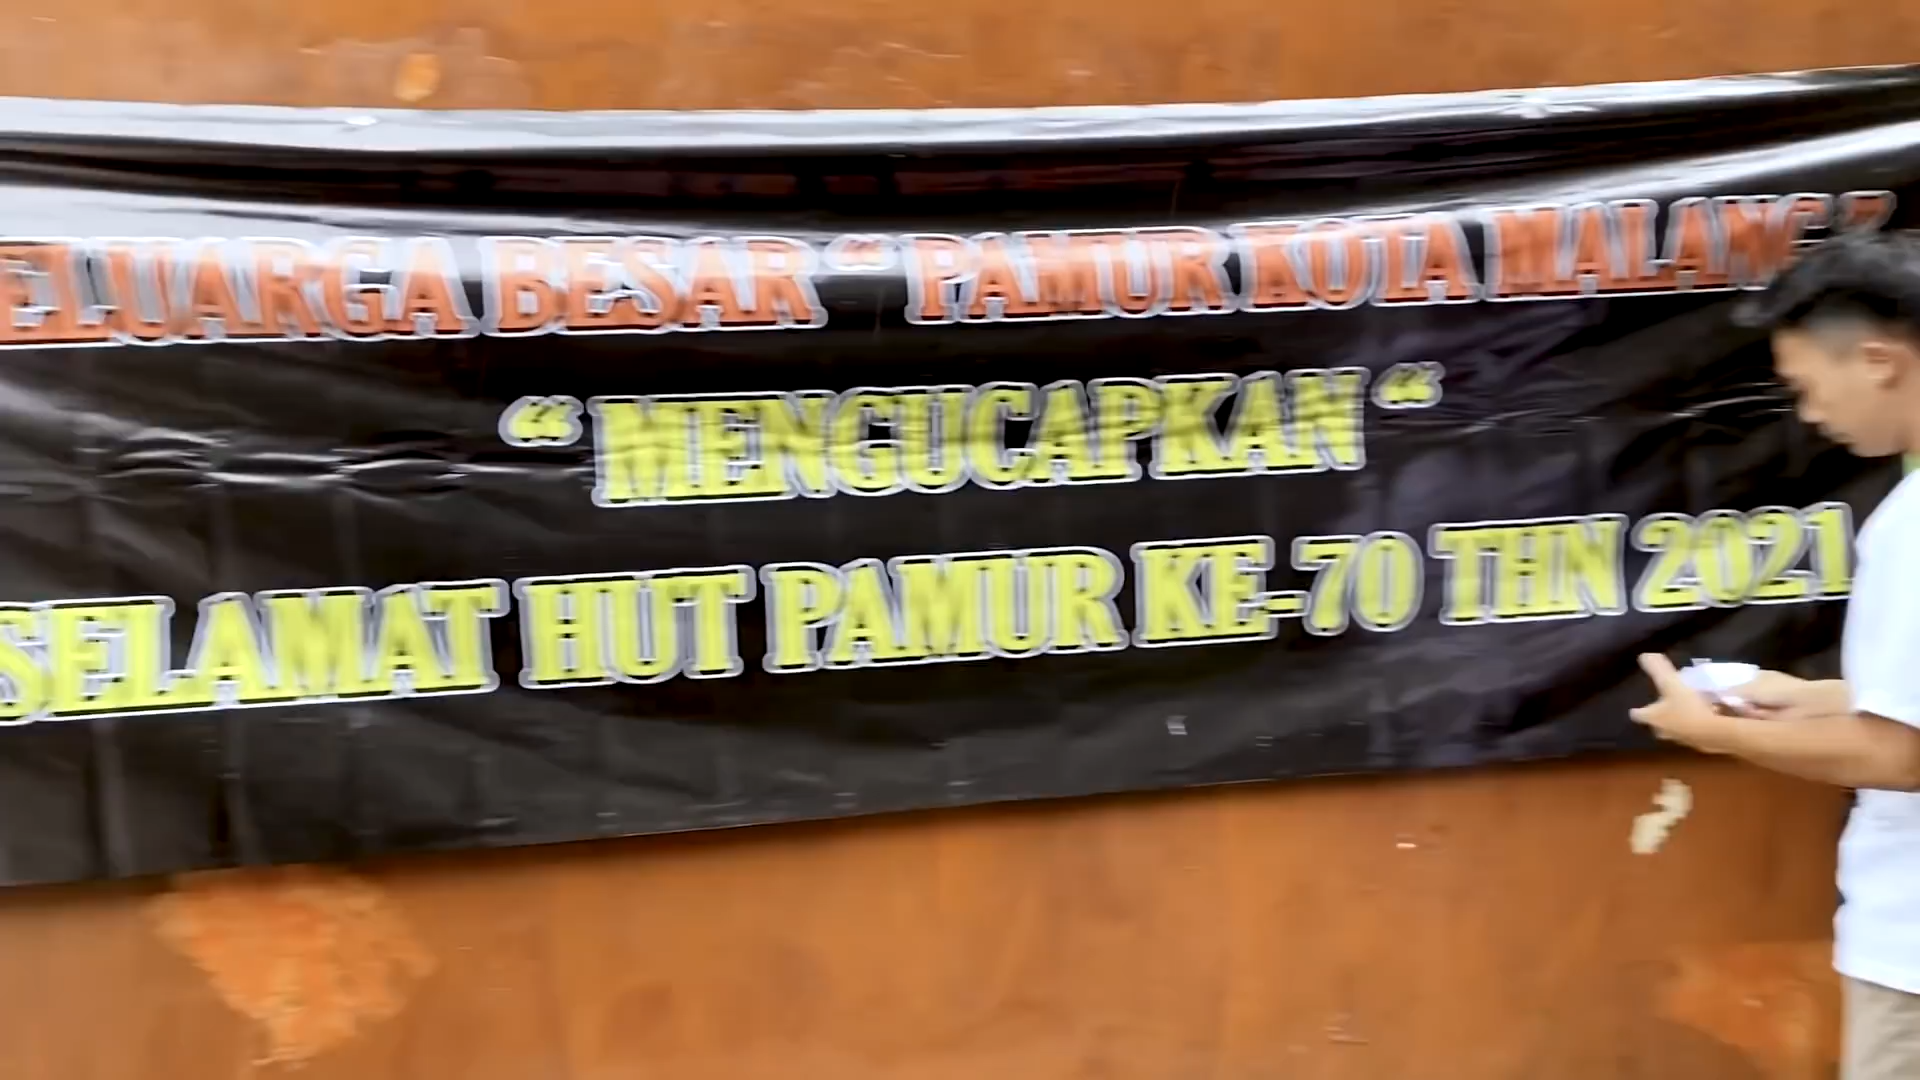 ELUARGA BESAR “ PAMUR KOTA MALANG
“ MENGUCAPKAN “
SELAMAT HUT PAMUR KE-70 THN 2021